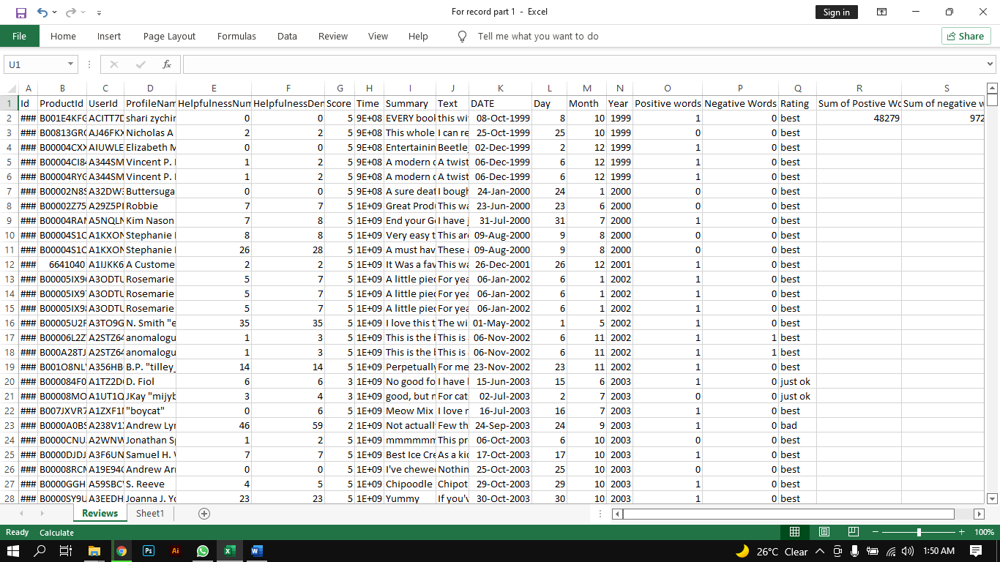 For record part 1 - Excel
Sign in
File Home Insert Page Layout Formulas Data Review View Help Tell me what you want to do Share
U1 fx
A B C D E F G H I J K L M N O P Q R S
1 Id ProductId UserId ProfileNam HelpfulnessNum HelpfulnessDen Score Time Summary Text DATE Day Month Year Positive words Negative Words Rating Sum of Postive Wo Sum of negative w
2 ### B001E4KFG ACITT7D shari zychir 0 0 5 9E+08 EVERY bool this wi 08-Oct-1999 8 10 1999 1 0 best 48279 972
3 ### B00813GRG AJ46FKX Nicholas A 2 2 5 9E+08 This whole I can re 25-Oct-1999 25 10 1999 0 0 best
4 ### B00004CXX AIUWLE Elizabeth M 0 0 5 9E+08 Entertainin Beetle 02-Dec-1999 2 12 1999 1 0 best
5 ### B00004CI84 A344SM Vincent P. 1 2 5 9E+08 A modern A twist 06-Dec-1999 6 12 1999 1 0 best
6 ### B00004RYG A344SM Vincent P. 1 2 5 9E+08 A modern A twist 06-Dec-1999 6 12 1999 1 0 best
7 ### B00002N8S A32DW Buttersuga 0 0 5 9E+08 A sure deat I bough 24-Jan-2000 24 1 2000 0 0 best
8 ### B00002Z75 A29Z5PI Robbie 7 7 5 1E+09 Great Prod This wa 23-Jun-2000 23 6 2000 0 0 best
9 ### B00004RAM A5NQLN Kim Nason 7 8 5 1E+09 End your G I have j 31-Jul-2000 31 7 2000 1 0 best
10 ### B00004S1C A1KXON Stephanie 8 8 5 1E+09 Very easy t This are 09-Aug-2000 9 8 2000 0 0 best
11 ### B00004S1C A1KXON Stephanie 26 28 5 1E+09 A must hav These 09-Aug-2000 9 8 2000 0 0 best
12 ### 6641040 A1IJKK6 A Custome 2 2 5 1E+09 It Was a fav This wa 26-Dec-2001 26 12 2001 1 0 best
13 ### B00005IX9 A3ODTU Rosemarie 5 7 5 1E+09 A little piec For yea 06-Jan-2002 6 1 2002 1 0 best
14 ### B00005IX9 A3ODTU Rosemarie 5 7 5 1E+09 A little piec For yea 06-Jan-2002 6 1 2002 1 0 best
15 ### B00005IX9 A3ODTU Rosemarie 5 7 5 1E+09 A little piec For yea 06-Jan-2002 6 1 2002 1 0 best
16 ### B00005U2F A3TO9G N. Smith "e 35 35 5 1E+09 I love this t The wi 01-May-2002 1 5 2002 1 0 best
17 ### B00006L2Z A2STZ64 anomalogu 1 3 5 1E+09 This is the This is 06-Nov-2002 6 11 2002 1 1 best
18 ### B000A28TJ A2STZ64 anomalogu 1 3 5 1E+09 This is the This is 06-Nov-2002 6 11 2002 1 1 best
19 ### B001O8NL A356HB B.P. "tilley_ 14 14 5 1E+09 Perpetually For me 23-Nov-2002 23 11 2002 1 0 best
20 ### B000084F0 A1TZ2D D. Fiol 6 6 3 1E+09 No good fo I have 15-Jun-2003 15 6 2003 1 0 just ok
21 ### B00008MO A1UT1Q JKay "mijyb 3 4 3 1E+09 good, but n For cat 02-Jul-2003 2 7 2003 0 0 just ok
22 ### B007JXVR7 A1ZXF1 "boycat" 0 6 5 1E+09 Meow Mix I love 16-Jul-2003 16 7 2003 1 0 best
23 ### B0000A0BS A238V1 Andrew Lyr 46 59 2 1E+09 Not actuall Few th 24-Sep-2003 24 9 2003 1 0 bad
24 ### B0000CNU A2WNW Jonathan Sp 1 2 5 1E+09 mmmmmm This pr 06-Oct-2003 6 10 2003 0 0 best
25 ### B0000DJDJ A3F6UN Samuel H. 7 7 5 1E+09 Best Ice Cre As a kid 17-Oct-2003 17 10 2003 1 0 best
26 ### B00008RCM A19E94 Andrew Arr 0 0 5 1E+09 I've chewe Nothin 25-Oct-2003 25 10 2003 0 0 best
27 ### B0000GGH A59SBC S. Reeve 4 5 5 1E+09 Chipoodle Chipot 29-Oct-2003 29 10 2003 1 0 best
28 ### B0000SY9U A3EEDH Joanna J. Yo 23 23 5 1E+09 Yummy If you'v 30-Oct-2003 30 10 2003 1 0 best
Reviews Sheet1
Ready Calculate 100%
Ps Ai 26°C Clear 1:50 AM